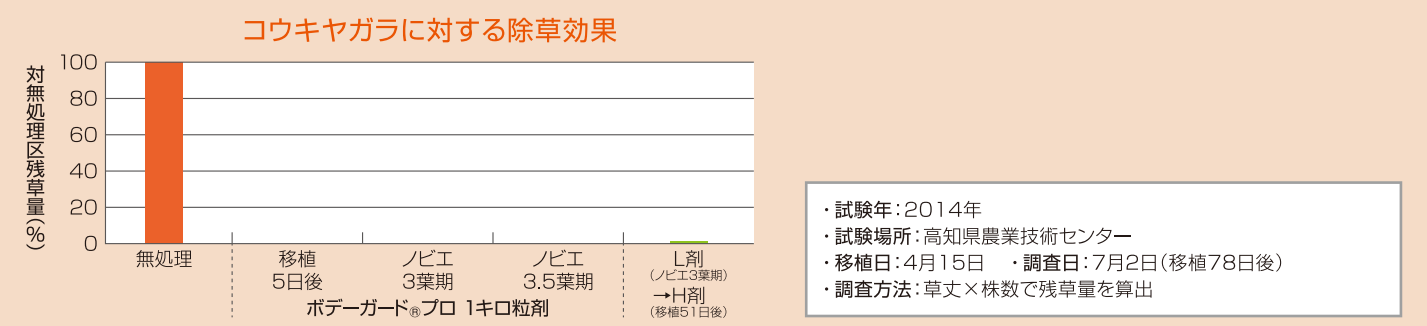 コウキヤガラに対する除草効果
対無処理区残草量(%)
100
80
60
40
20
0
無処理
移植
5日後
ノビエ
3葉期
ノビエ
3.5葉期
ボデーガード®プロ 1キロ粒剤
L剤
(ノビエ3葉期)
→H剤
(移植51日後)
・試験年：2014年
・試験場所：高知県農業技術センター
・移植日：4月15日　・調査日：7月2日(移植78日後)
・調査方法：草丈×株数で残草量を算出